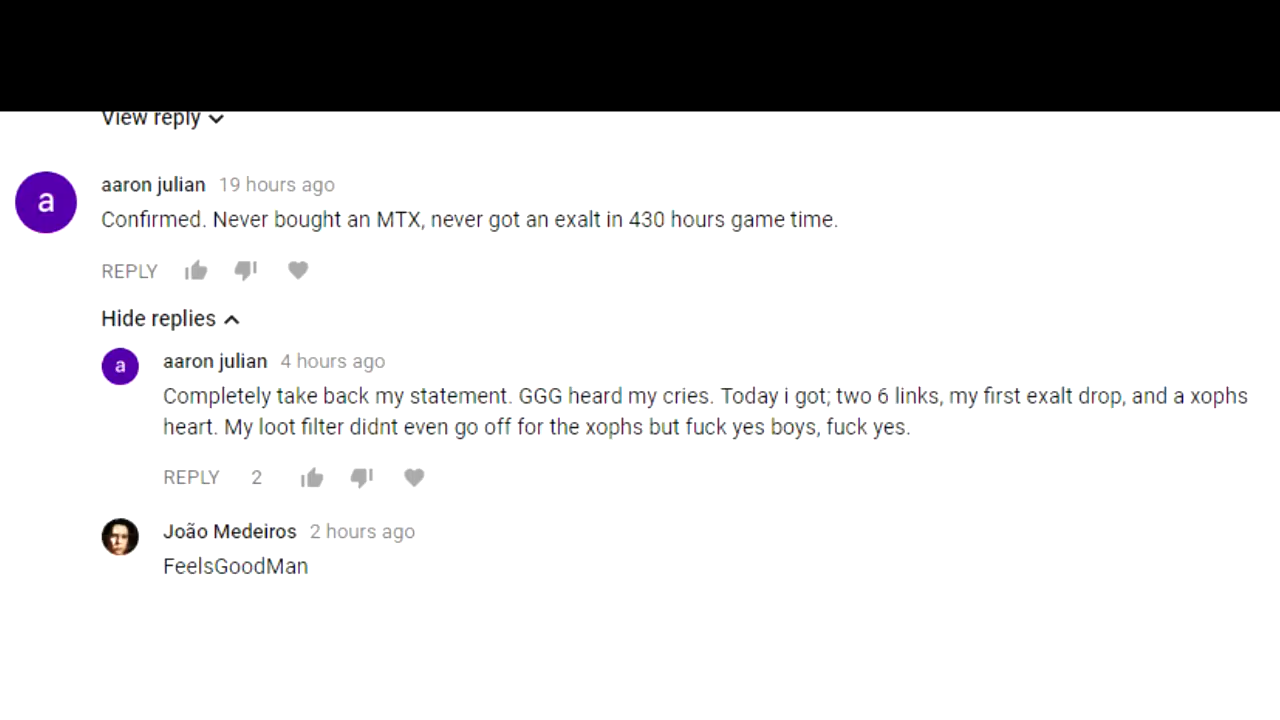 View reply
a
aaron julian 19 hours ago
Confirmed. Never bought an MTX, never got an exalt in 430 hours game time.
REPLY
Hide replies
a
aaron julian 4 hours ago
Completely take back my statement. GGG heard my cries. Today i got; two 6 links, my first exalt drop, and a xophs
heart. My loot filter didnt even go off for the xophs but fuck yes boys, fuck yes.
REPLY 2
João Medeiros 2 hours ago
FeelsGoodMan